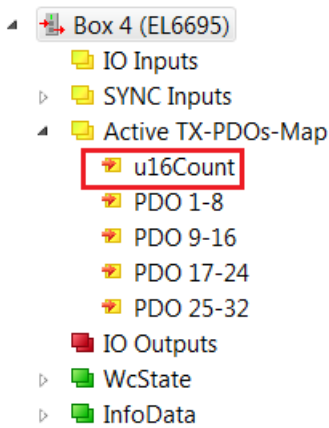 Box 4 (EL6695)
IO Inputs
SYNC Inputs
Active TX-PDOs-Map
u16Count
PDO 1-8
PDO 9-16
PDO 17-24
PDO 25-32
IO Outputs
WcState
InfoData